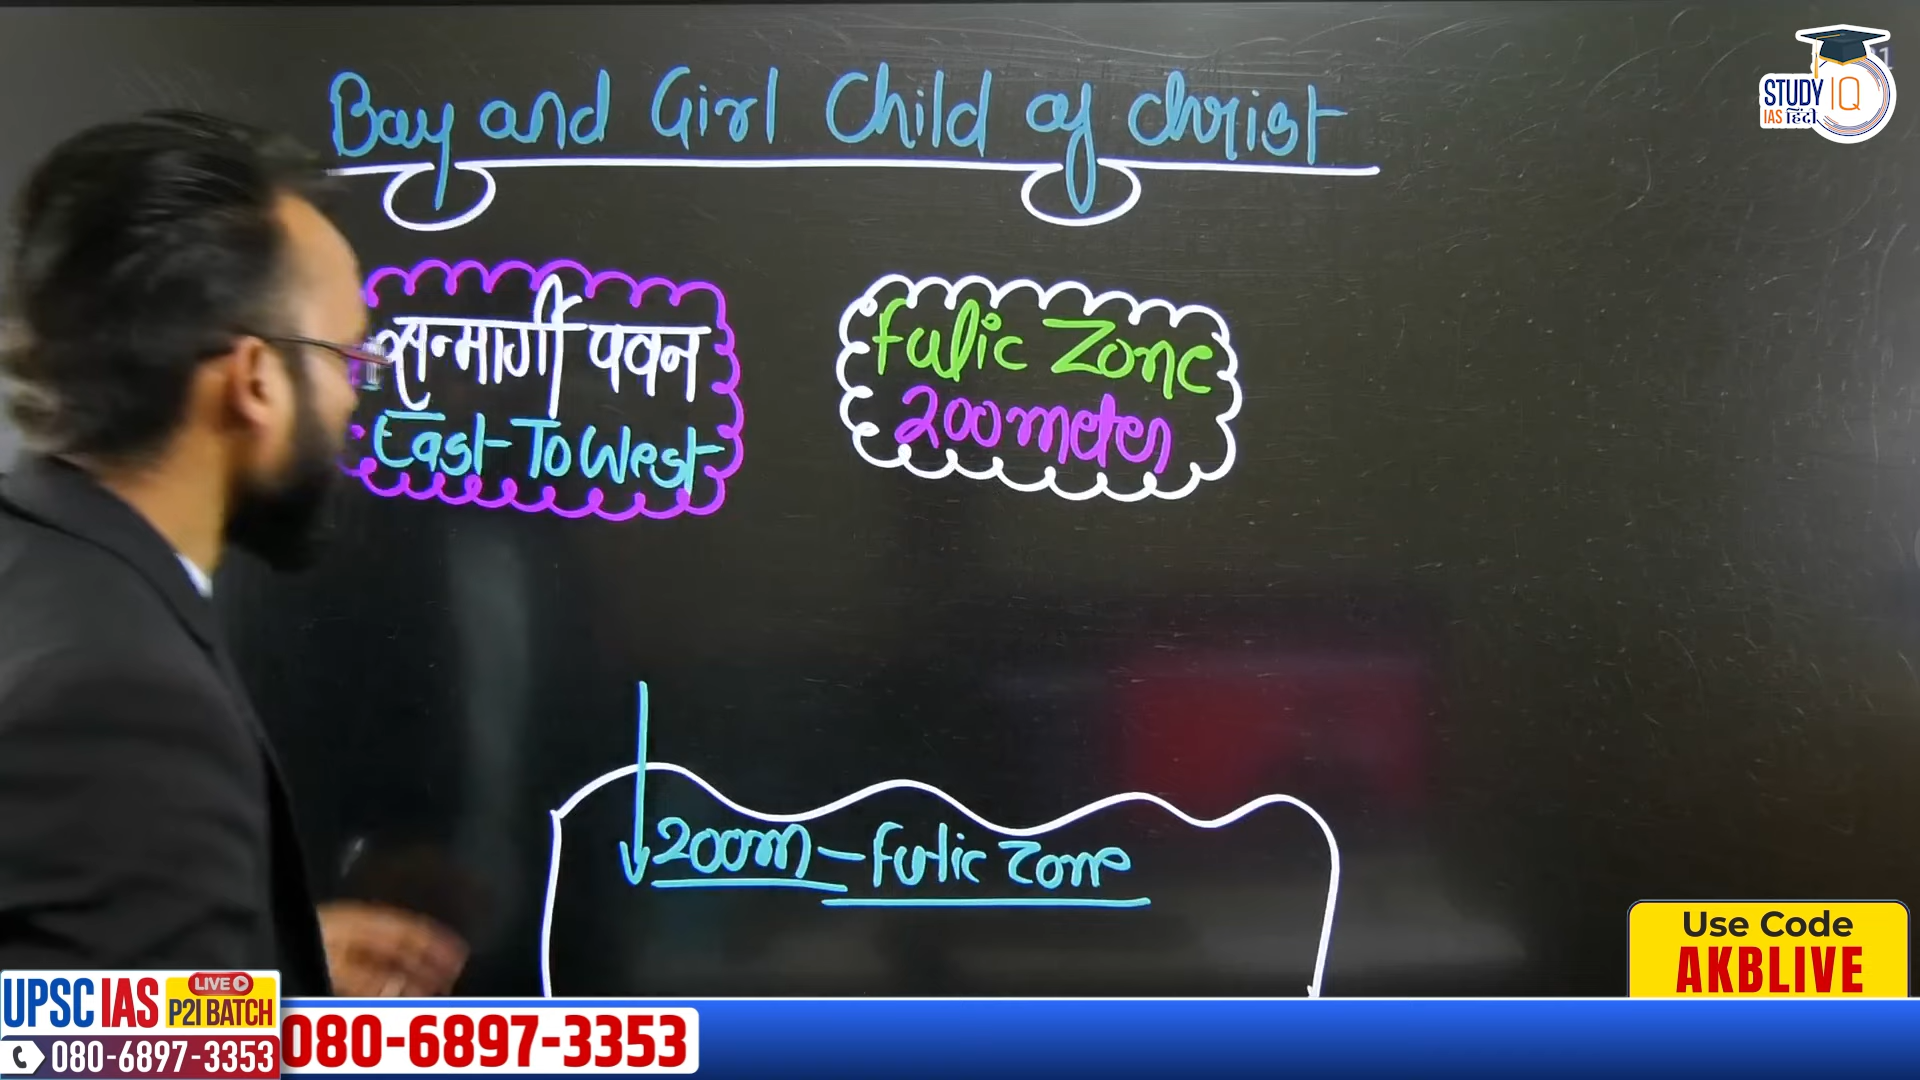 Bay and Girl Child of Christ
STUDY IQ
IAS हिंदी
सन्मार्गी पवन
East To West
Fulic Zone
200 meter
200m - Fulic Zone
Use Code
AKBLIVE
UPSC IAS
LIVE
P2I BATCH
080-6897-3353
080-6897-3353